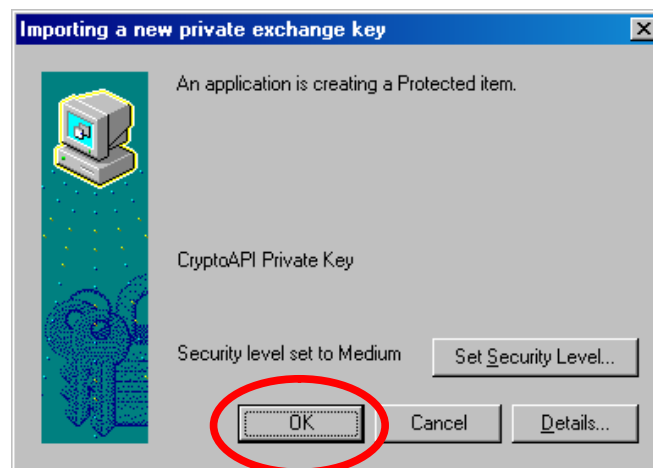 Importing a new private exchange key
An application is creating a Protected item.
CryptoAPI Private Key
Security level set to Medium
Set Security Level...
OK
Cancel
Details...